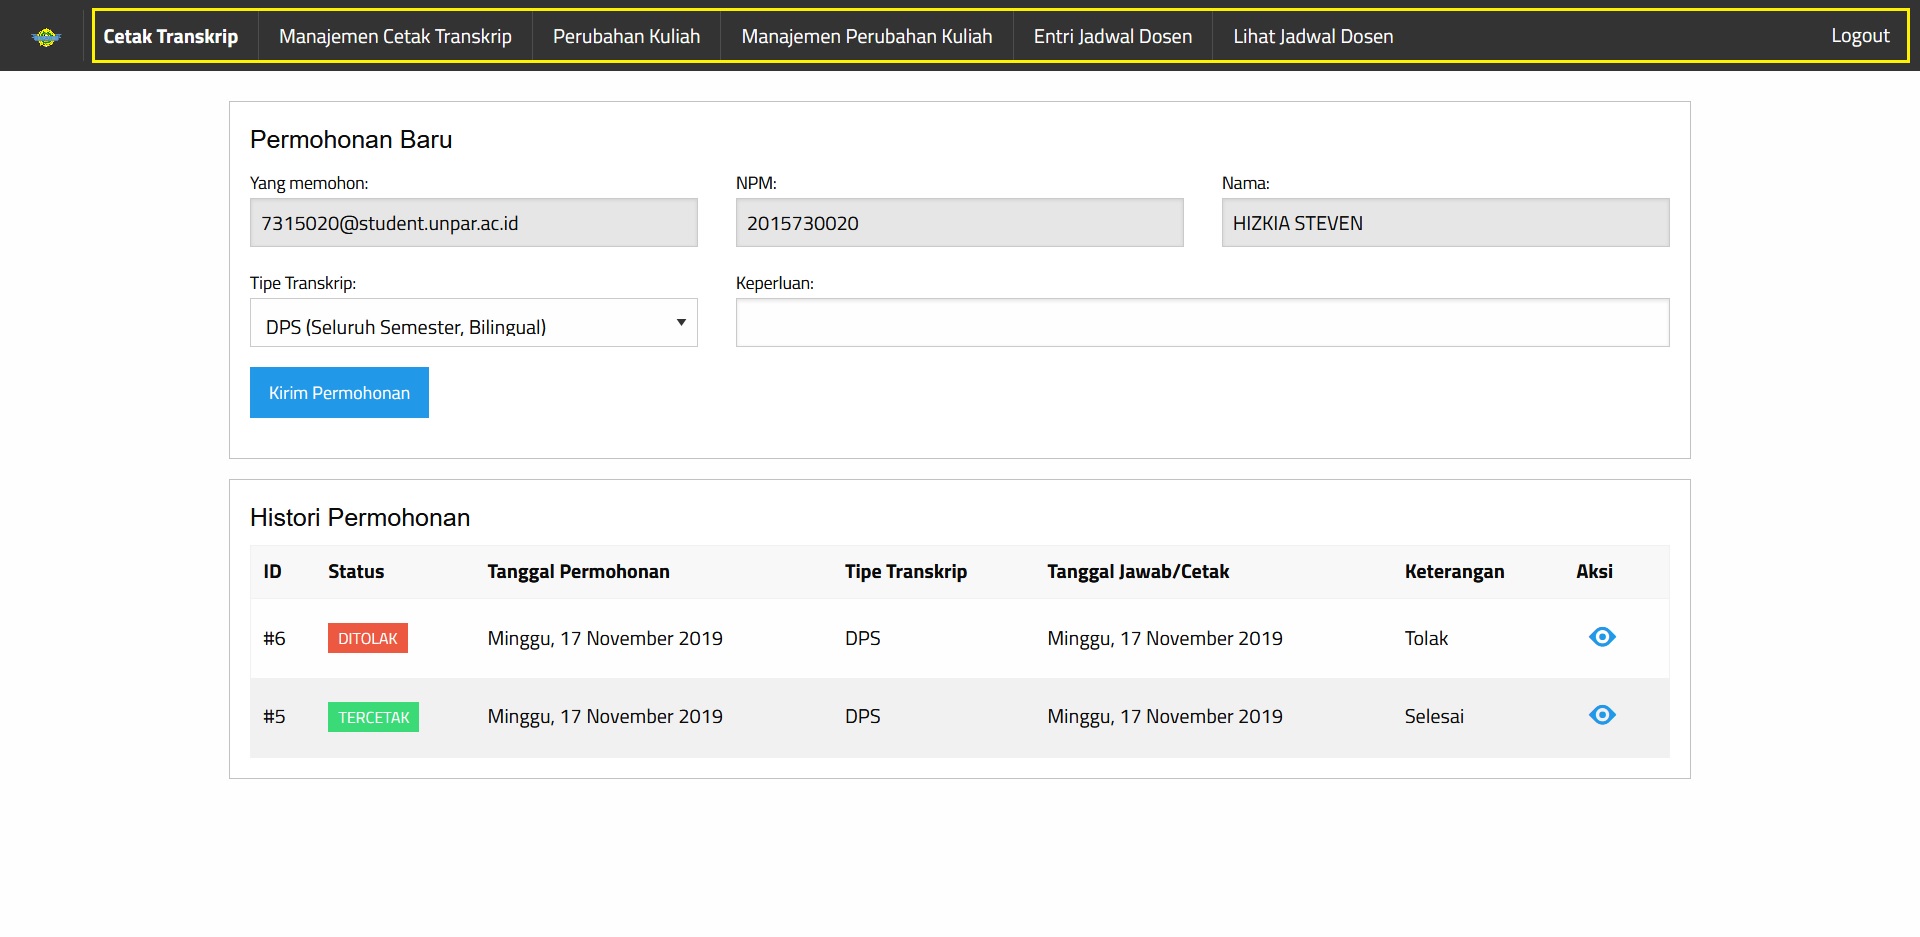 Cetak Transkrip Manajemen Cetak Transkrip Perubahan Kuliah Manajemen Perubahan Kuliah Entri Jadwal Dosen Lihat Jadwal Dosen Logout
Permohonan Baru
Yang memohon: NPM: Nama:
7315020@student.unpar.ac.id 2015730020 HIZKIA STEVEN
Tipe Transkrip: Keperluan:
DPS (Seluruh Semester, Bilingual)
Kirim Permohonan
Histori Permohonan
ID Status Tanggal Permohonan Tipe Transkrip Tanggal Jawab/Cetak Keterangan Aksi
#6 DITOLAK Minggu, 17 November 2019 DPS Minggu, 17 November 2019 Tolak
#5 TERCETAK Minggu, 17 November 2019 DPS Minggu, 17 November 2019 Selesai